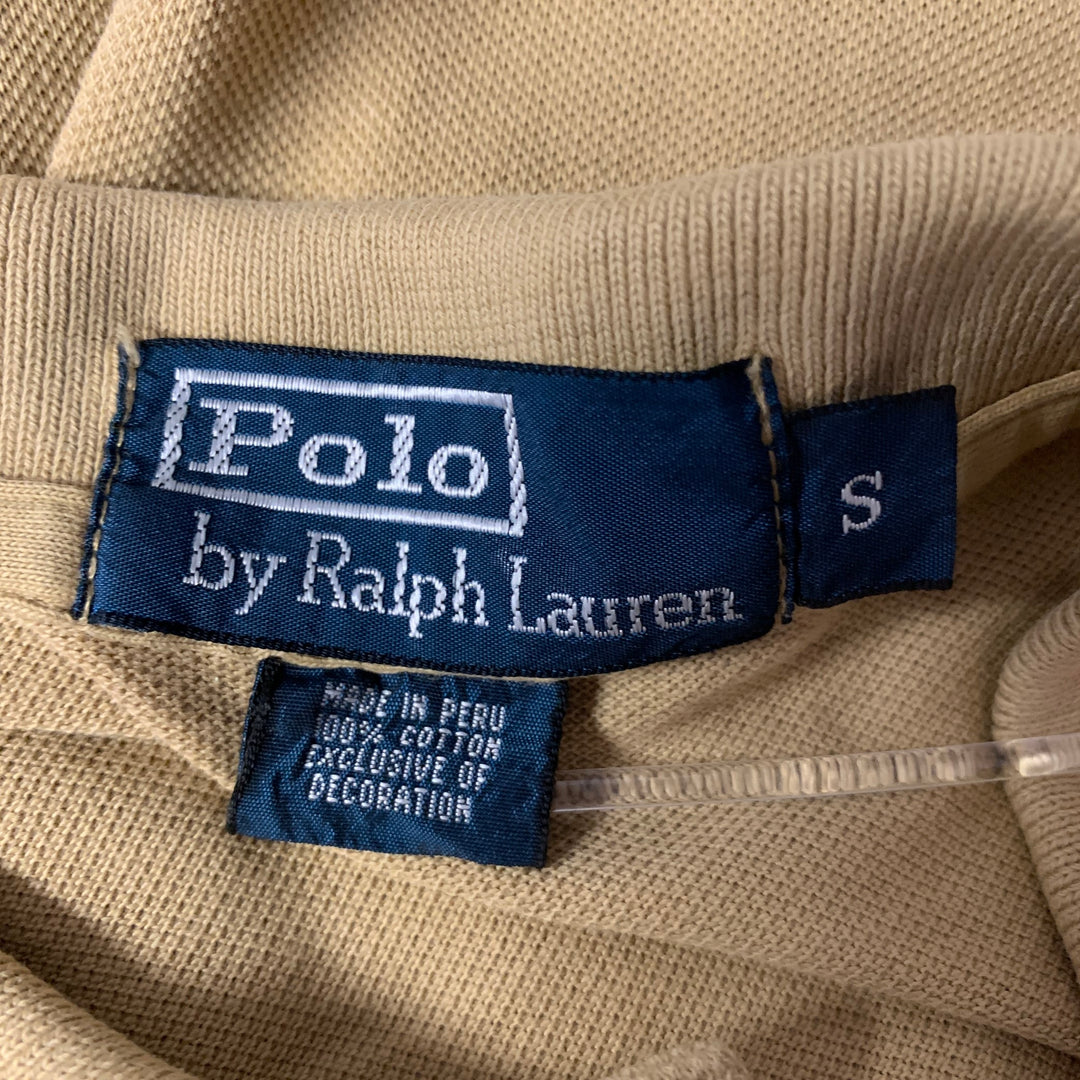 Polo
by Ralph Lauren
S
MADE IN PERU
100% COTTON
EXCLUSIVE OF
DECORATION